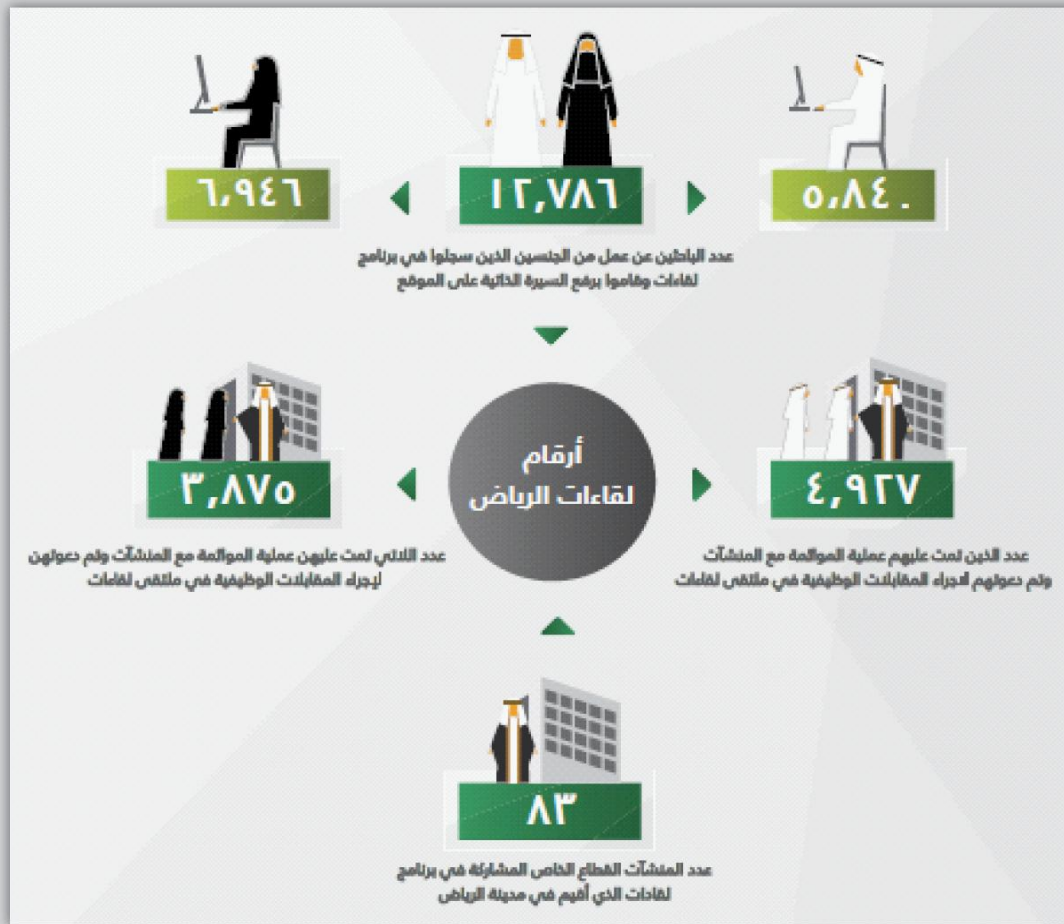 ٥،٨٤٠
١٢,٧٨٦
٦،٩٤٦
عدد الباحثين عن عمل من الجنسين الذين سجلوا في برنامج
لقاءات وقاموا برفع السيرة الذاتية على الموقع
أرقام
لقاءات الرياض
٤,٩٢٧
عدد الذين تمت عليهم عملية الموائمة مع المنشآت
وتم دعوتهم لاجراء المقابلات الوظيفية في ملتقى لقاءات
٣,٨٧٥
عدد اللاتي تمت عليهن عملية الموائمة مع المنشآت وتم دعوتهن
لإجراء المقابلات الوظيفية في ملتقى لقاءات
٨٣
عدد المنشآت القطاع الخاص المشاركة في برنامج
لقاءات الذي أقيم في مدينة الرياض